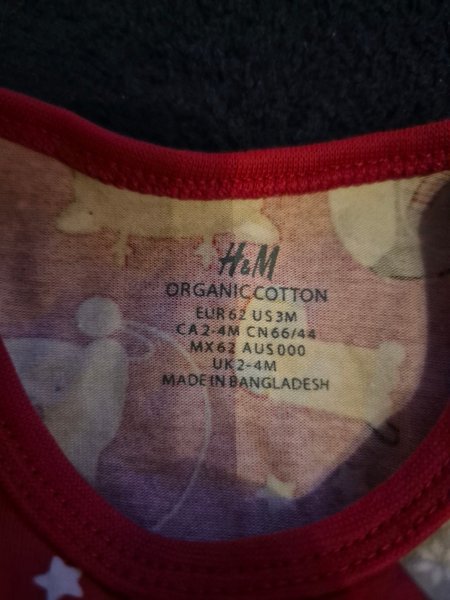 H&M
ORGANIC COTTON
EUR 62 US 3M
CA 2-4M CN 66/44
MX 62 AUS 000
UK 2-4M
MADE IN BANGLADESH